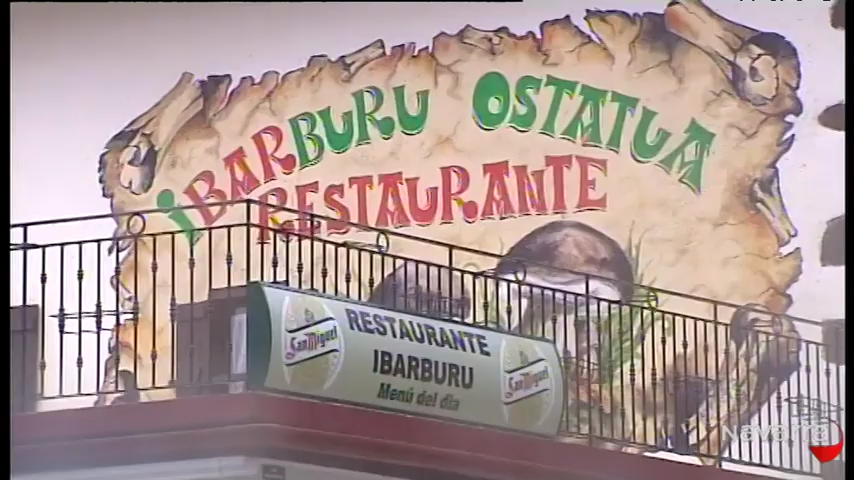 iBARBURU OSTATUA
RESTAURANTE
San Miguel
RESTAURANTE
IBARBURU
Menú del día
San Miguel
Navarra